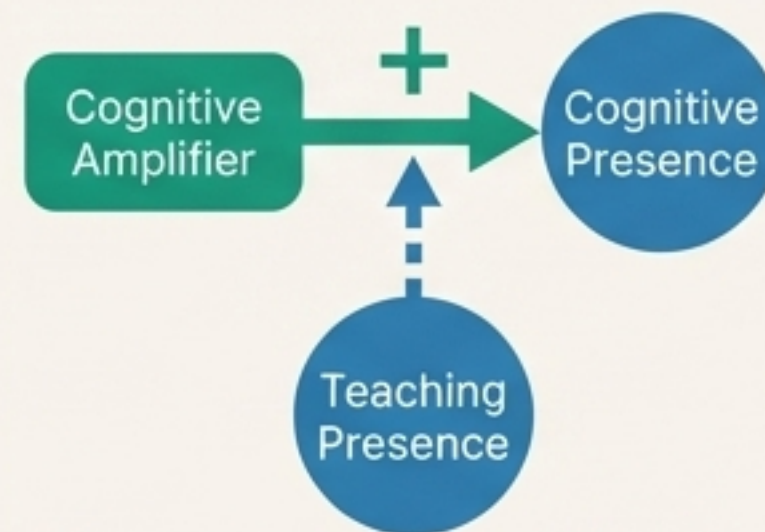 Cognitive
Amplifier
+
Cognitive
Presence
Teaching
Presence